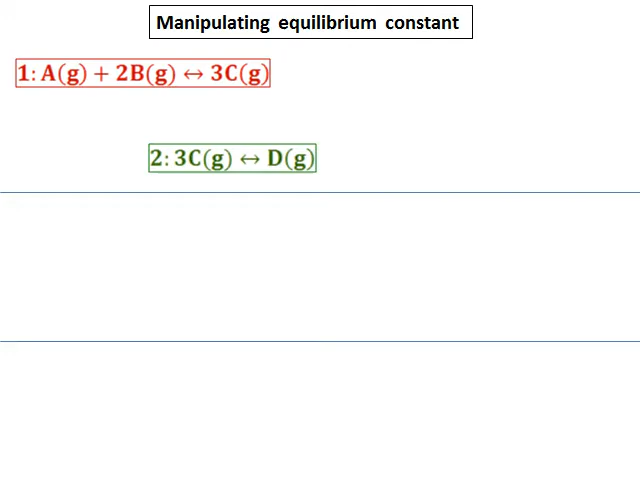 Manipulating equilibrium constant
1: A(g) + 2B(g) ↔ 3C(g)
2: 3C(g) ↔ D(g)